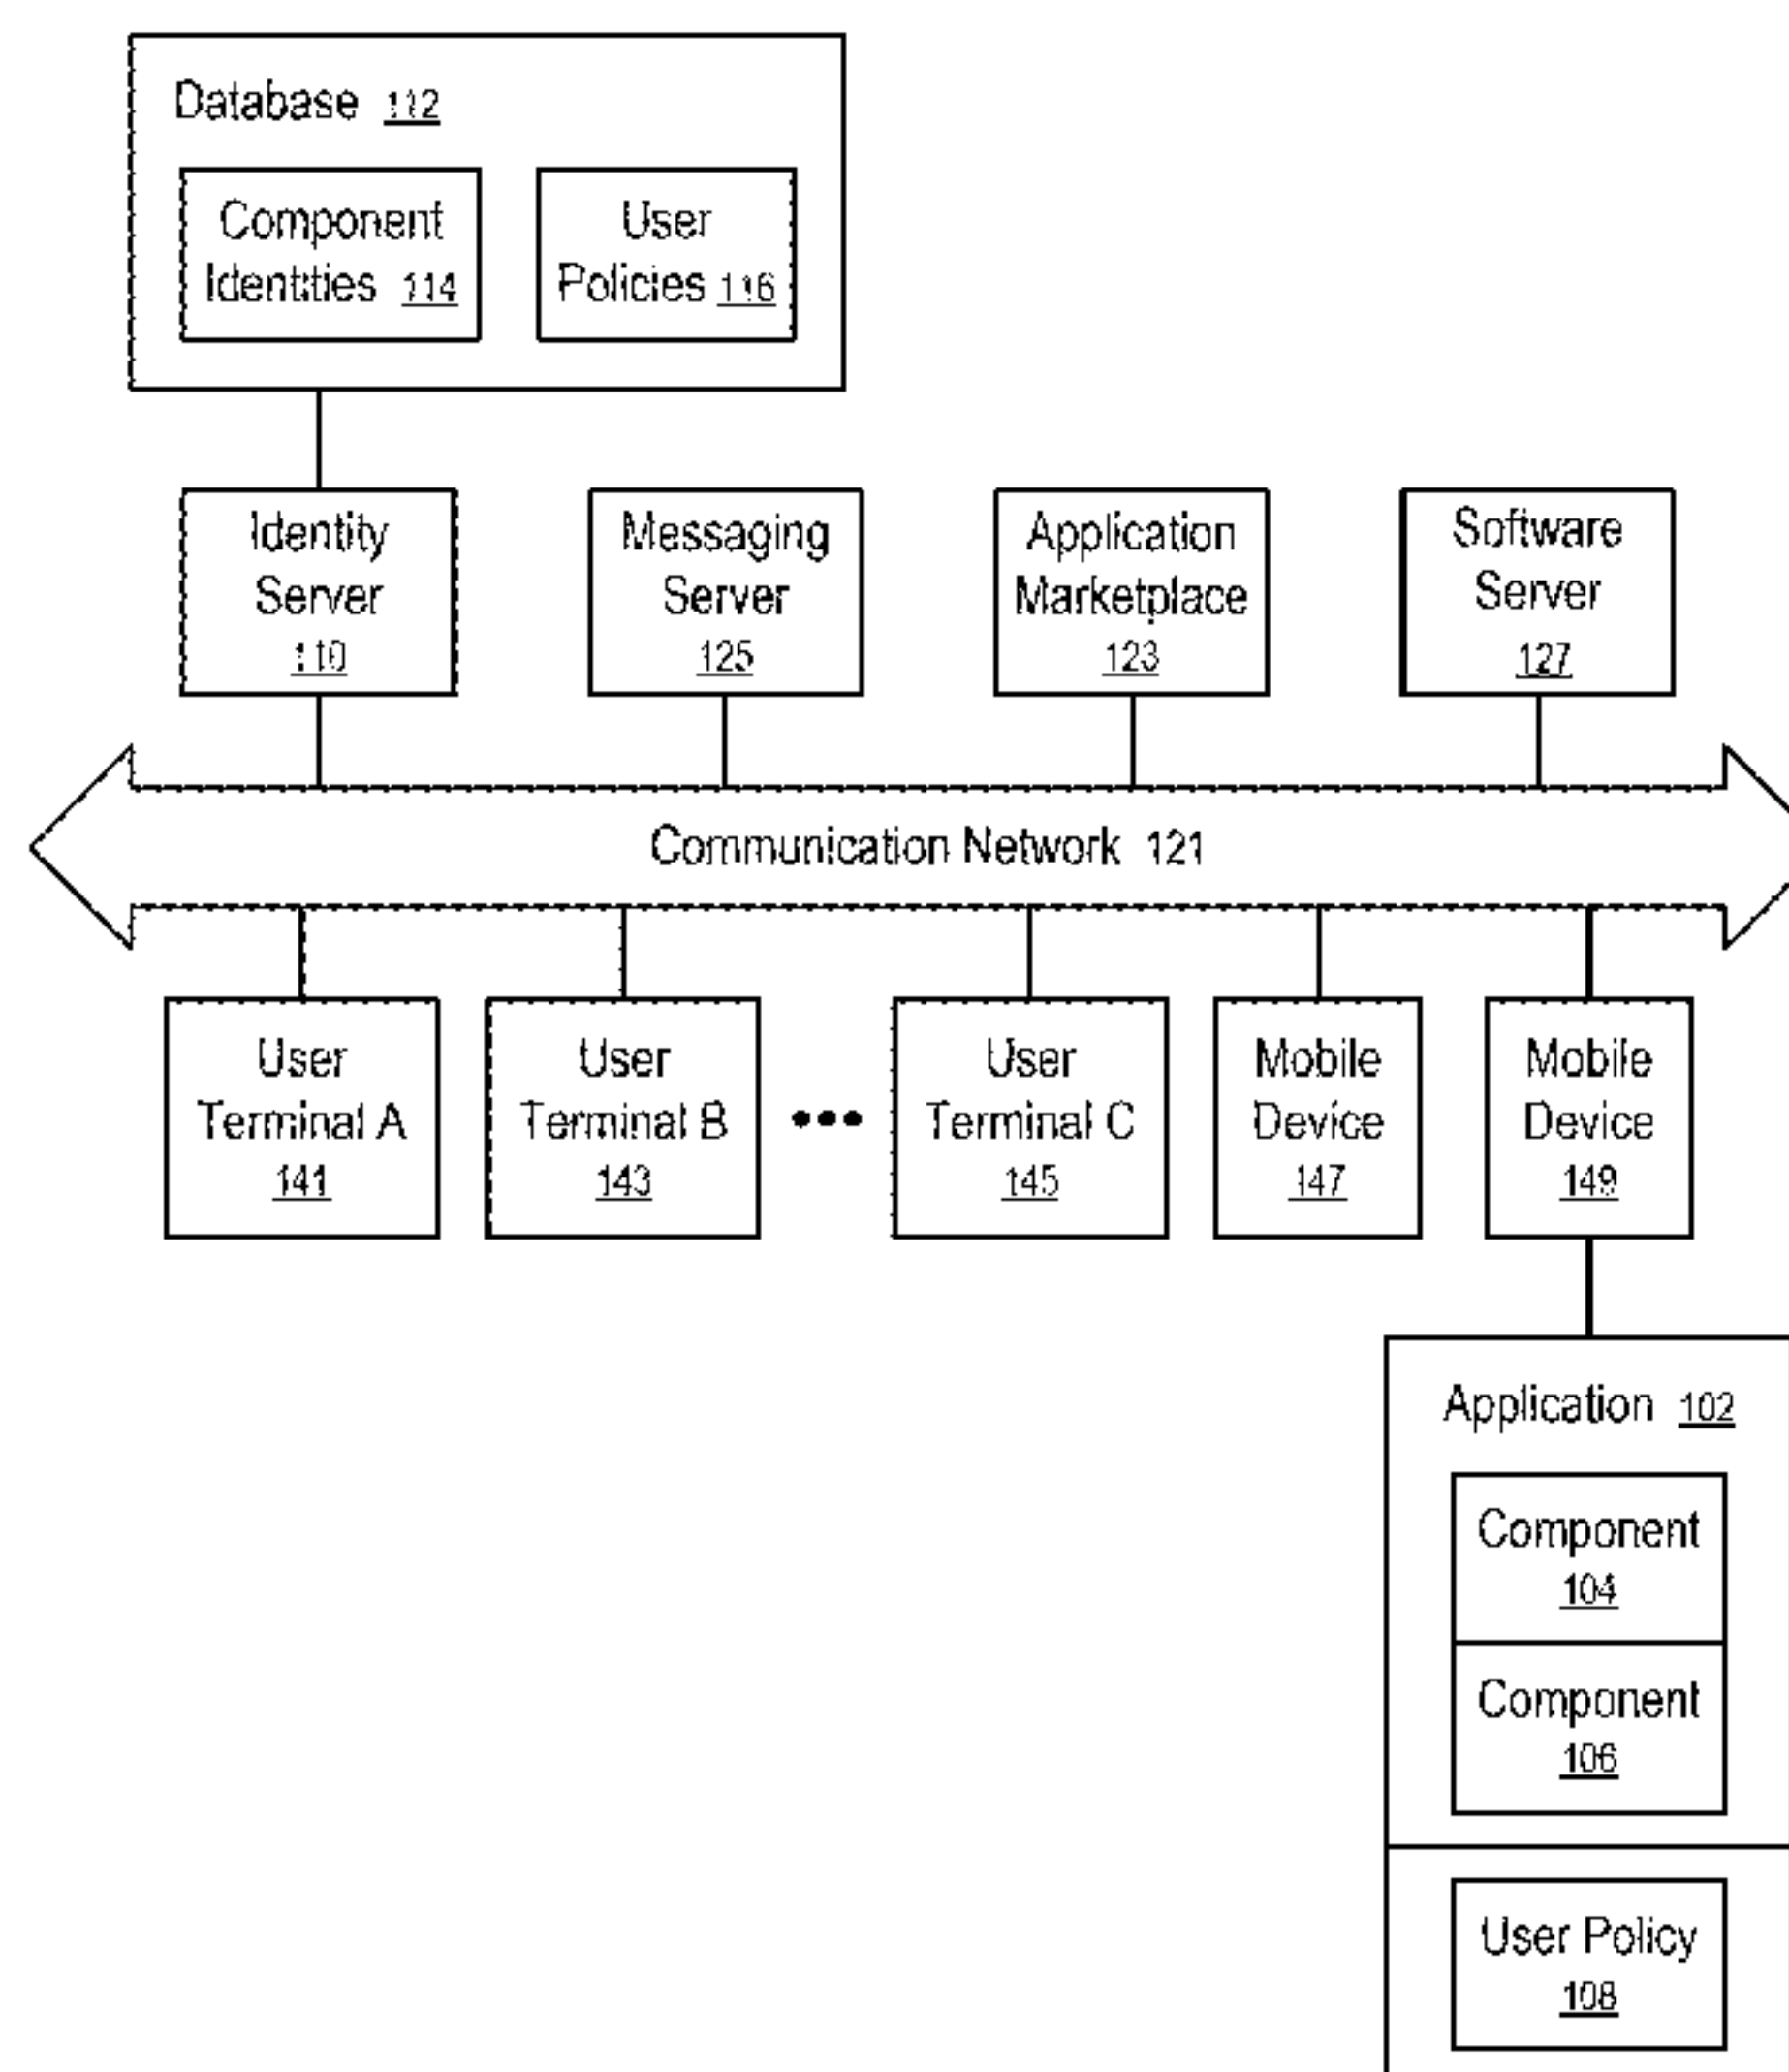 Database 112
Component
Identities 114
User
Policies 116
Identity
Server
110
Messaging
Server
125
Application
Marketplace
123
Software
Server
127
Communication Network 121
User
Terminal A
141
User
Terminal B
143
•••
User
Terminal C
145
Mobile
Device
147
Mobile
Device
149
Application 102
Component
104
Component
106
User Policy
108